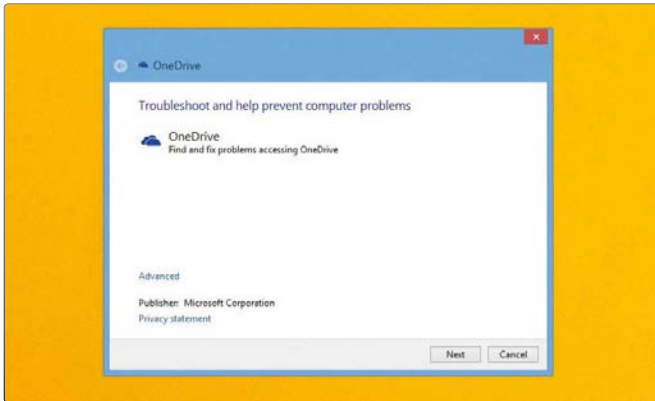 OneDrive
Troubleshoot and help prevent computer problems
OneDrive
Find and fix problems accessing OneDrive
Advanced
Publisher: Microsoft Corporation
Privacy statement
Next Cancel